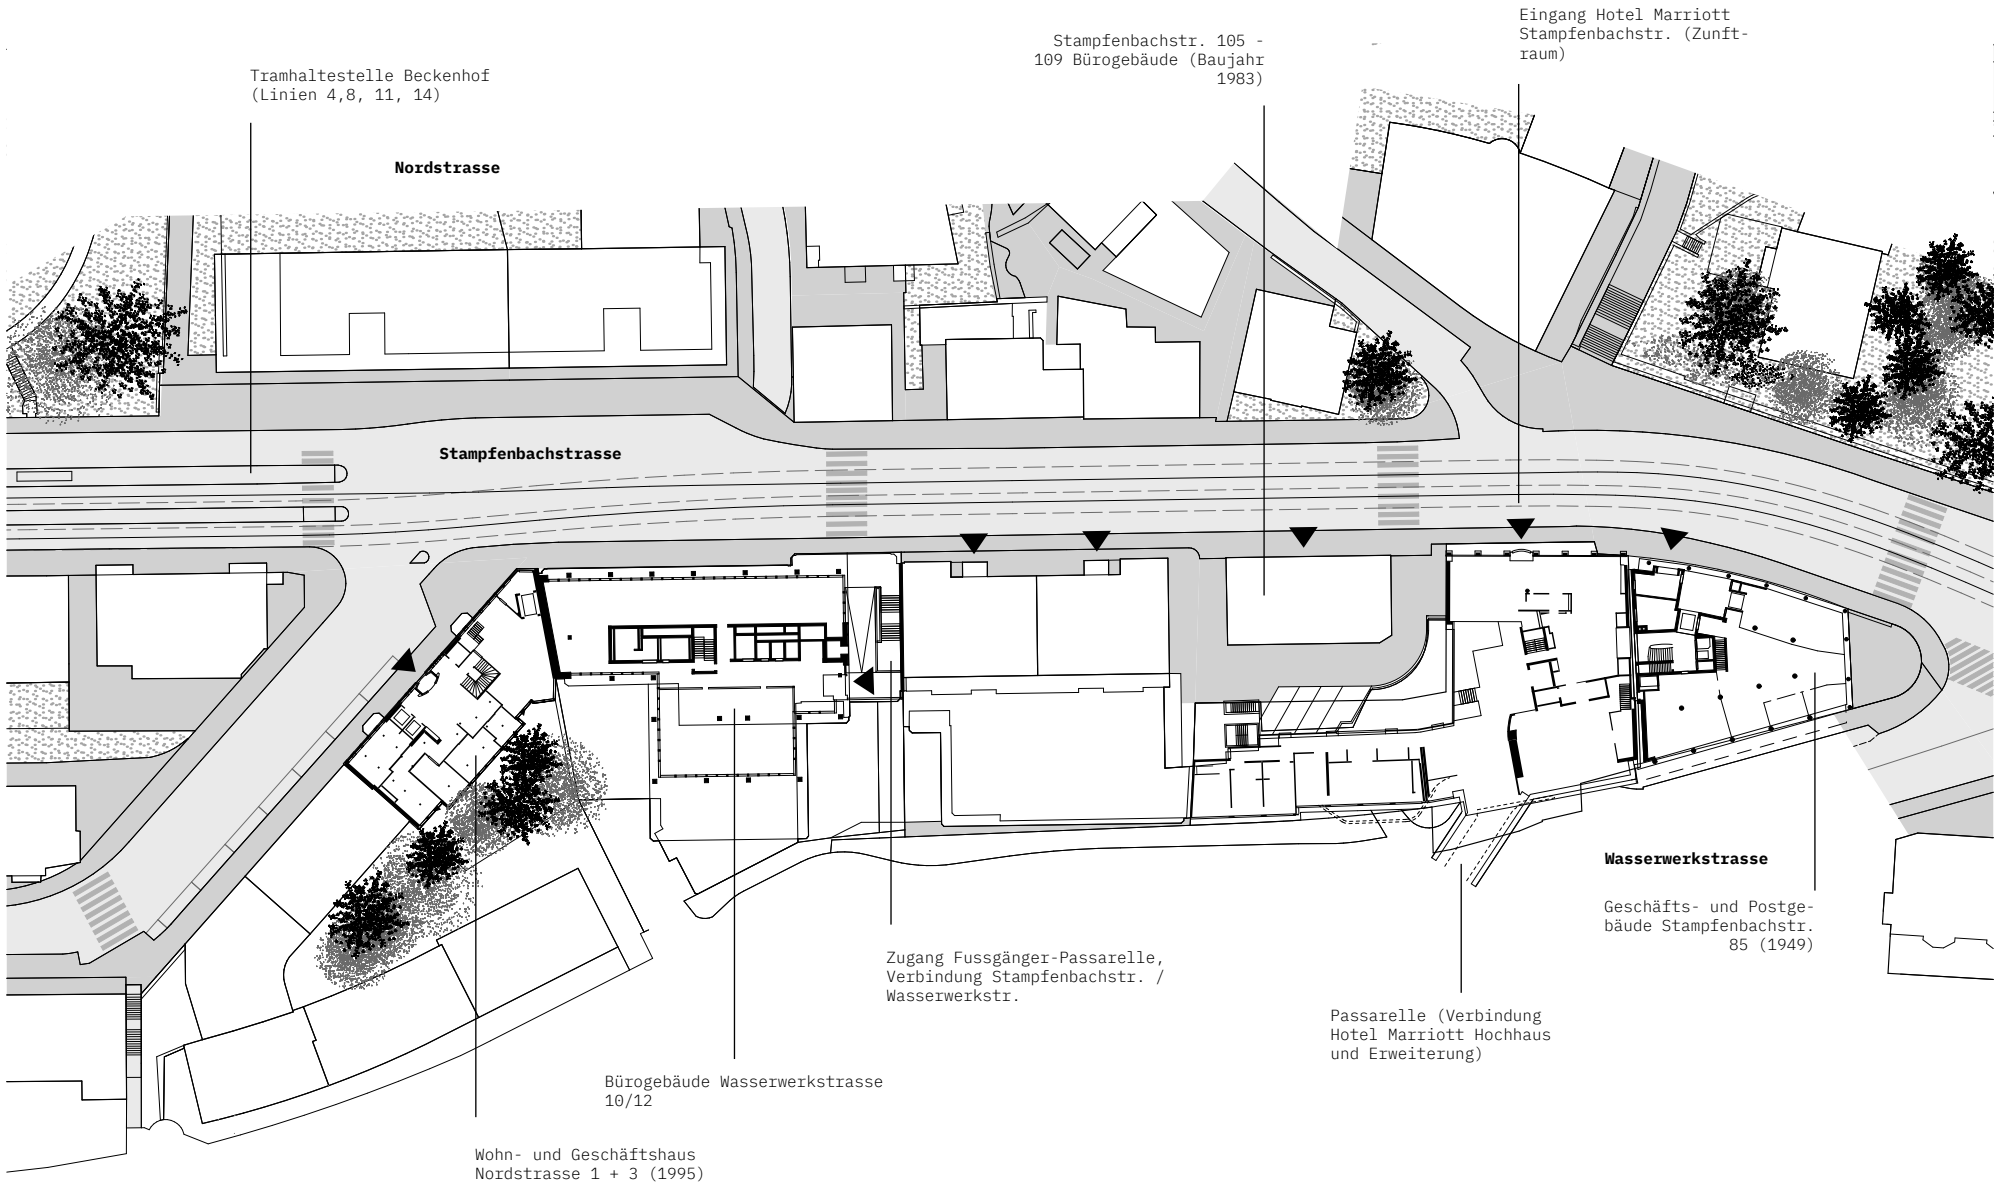 Eingang Hotel Marriott
Stampfenbachstr. (Zunft-
raum)
Stampfenbachstr. 105 -
109 Bürogebäude (Baujahr
1983)
Tramhaltestelle Beckenhof
(Linien 4,8, 11, 14)
Nordstrasse
Stampfenbachstrasse
Wasserwerkstrasse
Geschäfts- und Postge-
bäude Stampfenbachstr.
85 (1949)
Zugang Fussgänger-Passarelle,
Verbindung Stampfenbachstr. /
Wasserwerkstr.
Passarelle (Verbindung
Hotel Marriott Hochhaus
und Erweiterung)
Bürogebäude Wasserwerkstrasse
10/12
Wohn- und Geschäftshaus
Nordstrasse 1 + 3 (1995)